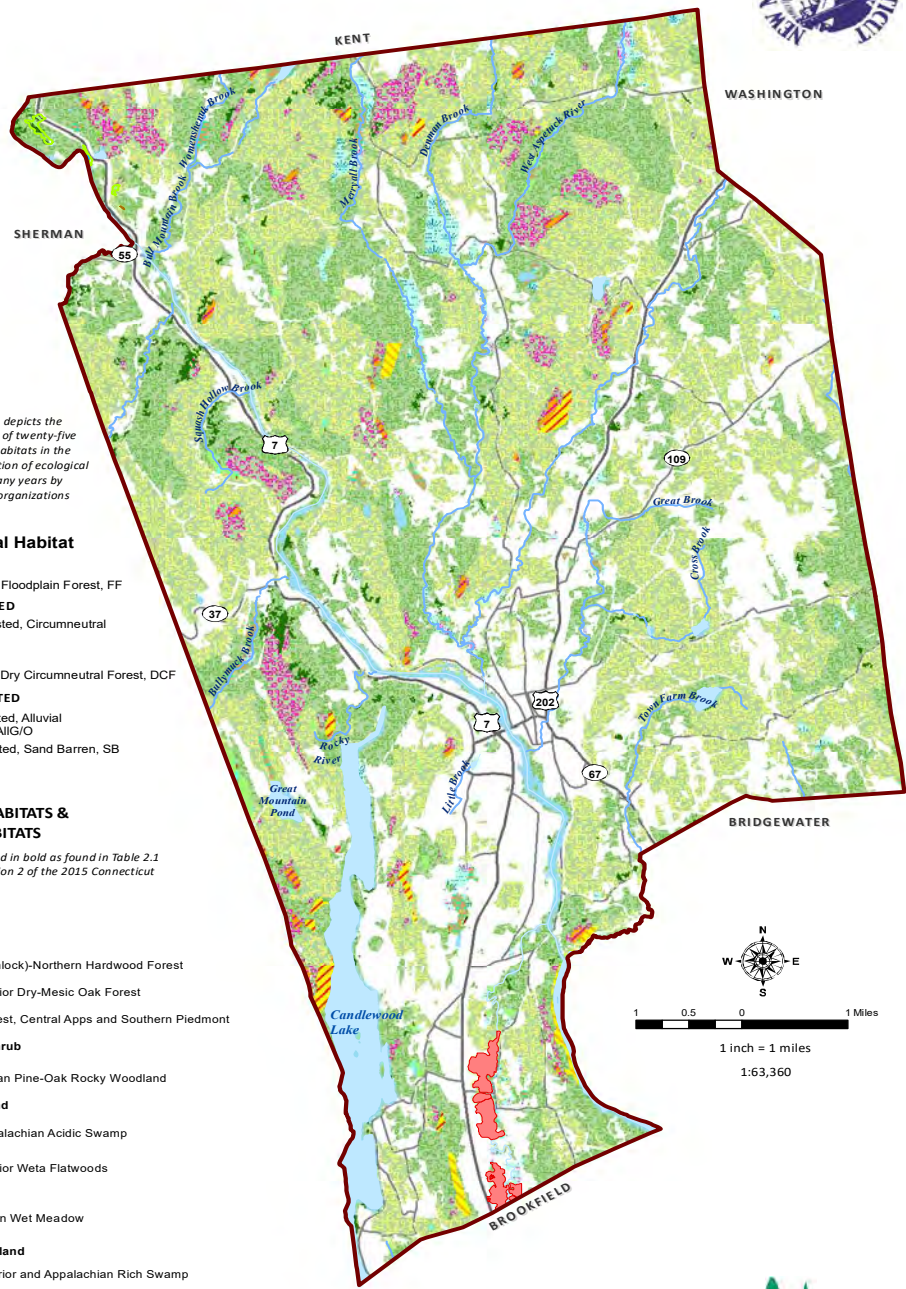 NEW
TICUT
KENT
WASHINGTON
Womenshenuk Brook
Bull Mountain Brook
Merryall Brook
Denman Brook
West Aspetuck River
SHERMAN
55
Squash Hollow Brook
7
109
Great Brook
Cross Brook
depicts the
of twenty-five
abitats in the
tion of ecological
any years by
organizations
al Habitat
Floodplain Forest, FF
ED
sted, Circumneutral
37
Bullymuck Brook
Dry Circumneutral Forest, DCF
TED
ted, Alluvial
AllG/O
ted, Sand Barren, SB
202
7
Town Farm Brook
67
Rocky
River
Little Brook
Great
Mountain
Pond
ABITATS &
BITATS
d in bold as found in Table 2.1
ion 2 of the 2015 Connecticut
BRIDGEWATER
lock)-Northern Hardwood Forest
ior Dry-Mesic Oak Forest
est, Central Apps and Southern Piedmont
rub
an Pine-Oak Rocky Woodland
d
alachian Acidic Swamp
ior Weta Flatwoods
n Wet Meadow
land
rior and Appalachian Rich Swamp
Candlewood
Lake
N
W E
S
1 0.5 0 1 Miles
1 inch = 1 miles
1:63,360
BROOKFIELD